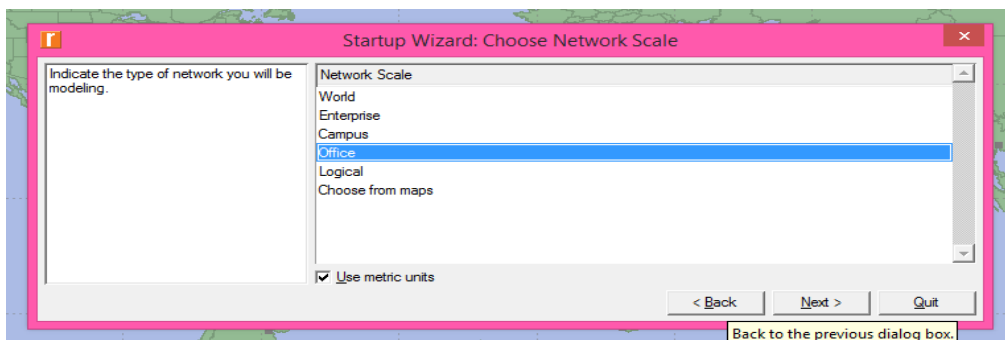 Startup Wizard: Choose Network Scale
Indicate the type of network you will be
modeling.
Network Scale
World
Enterprise
Campus
Office
Logical
Choose from maps
Use metric units
< Back
Next >
Quit
Back to the previous dialog box.